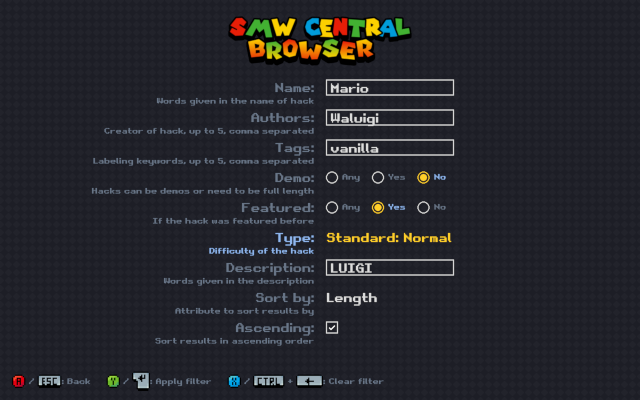 SMW CENTRAL
BROWSER
Name: Mario
Words given in the name of hack
Authors: Waluigi
Creator of hack, up to 5, comma separated
Tags: vanilla
Labeling keywords, up to 5, comma separated
Demo: Any Yes No
Hacks can be demos or need to be full length
Featured: Any Yes No
If the hack was featured before
Type: Standard: Normal
Difficulty of the hack
Description: LUIGI
Words given in the description
Sort by: Length
Attribute to sort results by
Ascending:
Sort results in ascending order
A / ESC: Back Y / : Apply filter X / CTRL + ←: Clear filter